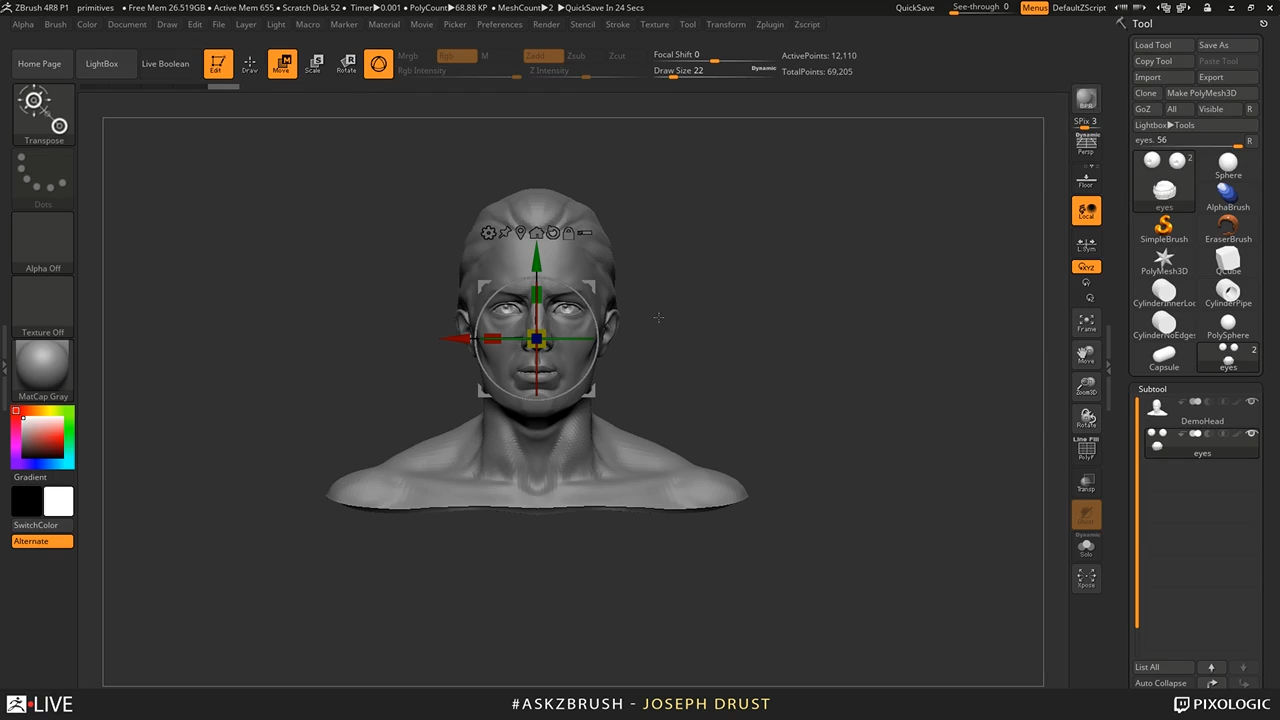 ZBrush 4R8 P1 primitives • Free Mem 26.519GB • Active Mem 655 • Scratch Disk 52 • Timer▶0.001 • PolyCount▶68.88 KP • MeshCount▶2 ▶QuickSave In 24 Secs QuickSave See-through 0 Menus DefaultZScript
Alpha Brush Color Document Draw Edit File Layer Light Macro Marker Material Movie Picker Preferences Render Stencil Stroke Texture Tool Transform Zplugin Zscript
Tool
Home Page LightBox Live Boolean Edit Draw Move Scale Rotate
Mrgb Rgb M Zadd Zsub Zcut
Rgb Intensity Z Intensity
Focal Shift 0
Draw Size 22 Dynamic
ActivePoints: 12,110
TotalPoints: 69,205
Transpose
Dots
Alpha Off
Texture Off
MatCap Gray
Gradient
SwitchColor
Alternate
BPR
SPix 3
Dynamic
Persp
Floor
Local
L.Sym
XYZ
Frame
Move
Zoom3D
Rotate
Line Fill
PolyF
Transp
Ghost
Dynamic
Solo
Xpose
Load Tool Save As
Copy Tool Paste Tool
Import Export
Clone Make PolyMesh3D
GoZ All Visible R
Lightbox▶Tools
eyes. 56 R
2
eyes Sphere
AlphaBrush
SimpleBrush EraserBrush
PolyMesh3D QCube
CylinderInnerLoc CylinderPipe
CylinderNoEdges PolySphere
2
Capsule eyes
Subtool
DemoHead
eyes
List All
Auto Collapse
LIVE
#ASKZBRUSH - JOSEPH DRUST
PIXOLOGIC